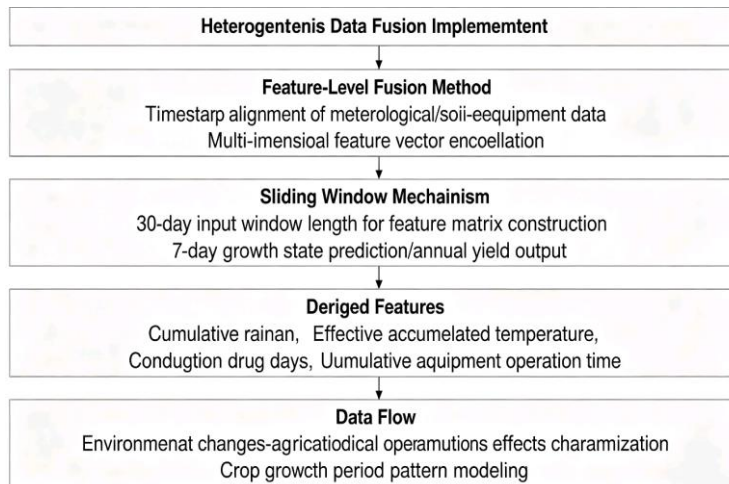 Heterogentenis Data Fusion Implememtent
Feature-Level Fusion Method
Timestarp alignment of meterological/soii-eequipment data
Multi-imensioal feature vector encoellation
Sliding Window Mechainism
30-day input window length for feature matrix construction
7-day growth state prediction/annual yield output
Deriged Features
Cumulative rainan, Effective accumelated temperature,
Condugtion drug days, Uumulative aquipment operation time
Data Flow
Environmenat changes-agricatiodical operamutions effects charamization
Crop growcth period pattern modeling